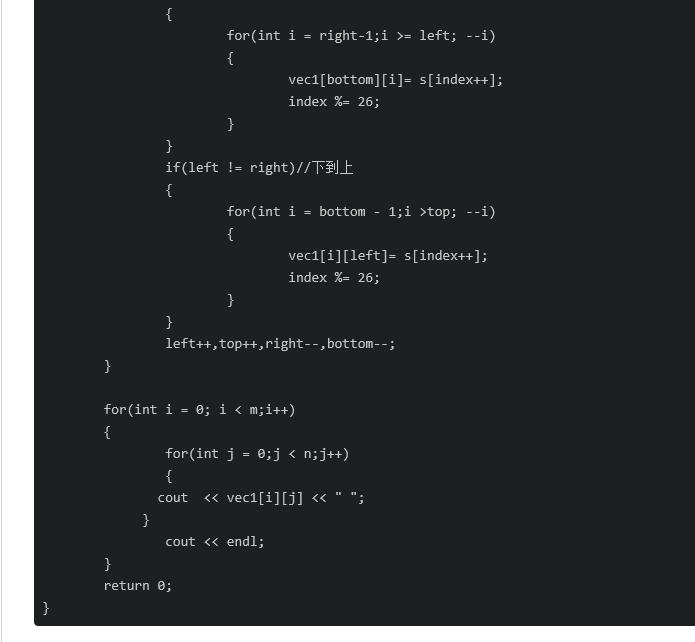 {
for(int i = right-1;i >= left; --i)
{
vec1[bottom][i]= s[index++];
index %= 26;
}
}
if(left != right)//下到上
{
for(int i = bottom - 1;i >top; --i)
{
vec1[i][left]= s[index++];
index %= 26;
}
}
left++,top++,right--,bottom--;
}
for(int i = 0; i < m;i++)
{
for(int j = 0;j < n;j++)
{
cout  << vec1[i][j] << " ";
}
cout << endl;
}
return 0;
}